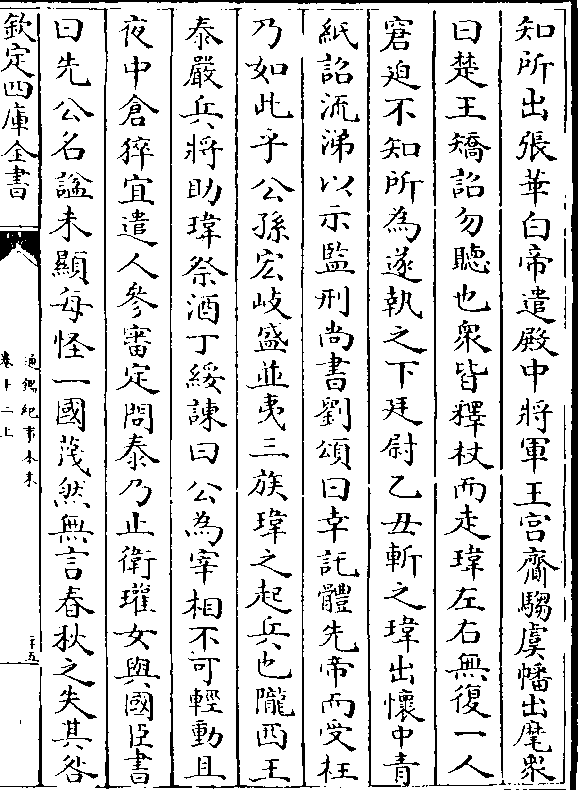 知所出張華白帝遣殿中將軍王宫齎騶虞幡出麾衆
曰楚王矯詔勿聽也衆皆釋杖而走瑋左右無復一人
窘迫不知所為遂執之下廷尉乙丑斬之瑋出懷中青
紙詔流涕以示監刑尚書劉頌曰幸託體先帝而受枉
乃如此乎公孫宏岐盛並夷三族瑋之起兵也隴西王
泰嚴兵將助瑋祭酒丁綏諫曰公為宰相不可輕動且
夜中倉猝宜遣人參審定問泰乃止衛瓘女與國臣書
曰先公名諡未顯每怪一國蔑然無言春秋之失其咎
欽定四庫全書
通鑑紀事本末
卷十二上
二十五